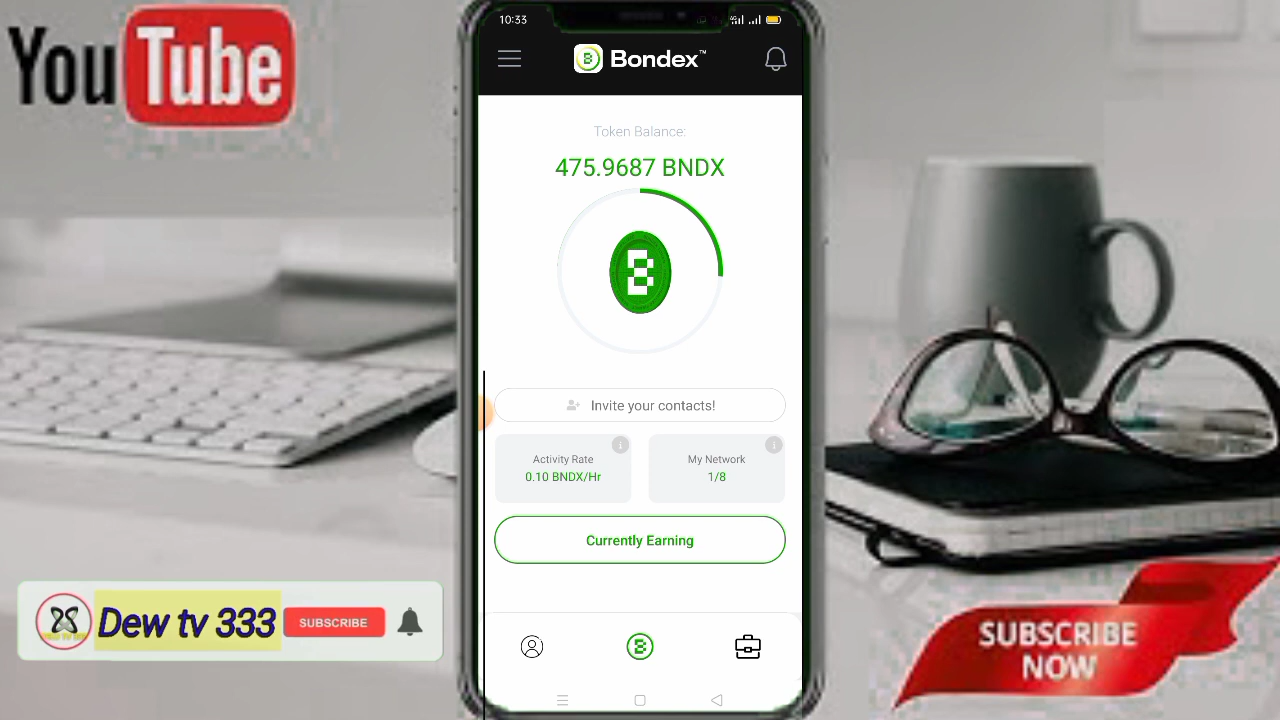 YouTube
10:33
Bondex™
Token Balance:
475.9687 BNDX
Invite your contacts!
Activity Rate
0.10 BNDX/Hr
My Network
1/8
Currently Earning
Dew tv 333
SUBSCRIBE
SUBSCRIBE
NOW